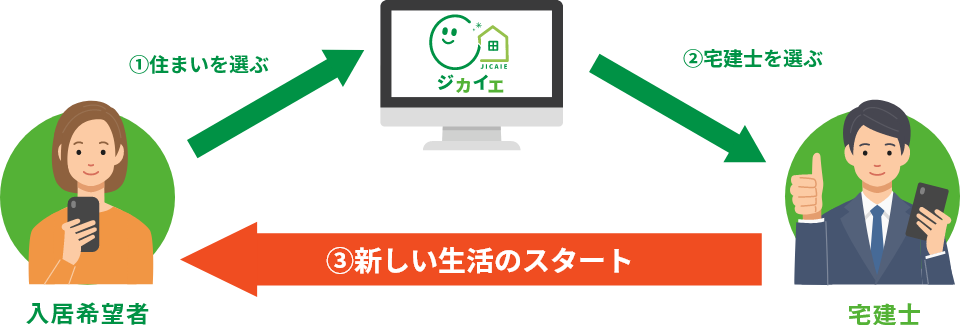 ①住まいを選ぶ
JICAIE
ジカイエ
②宅建士を選ぶ
③新しい生活のスタート
入居希望者
宅建士